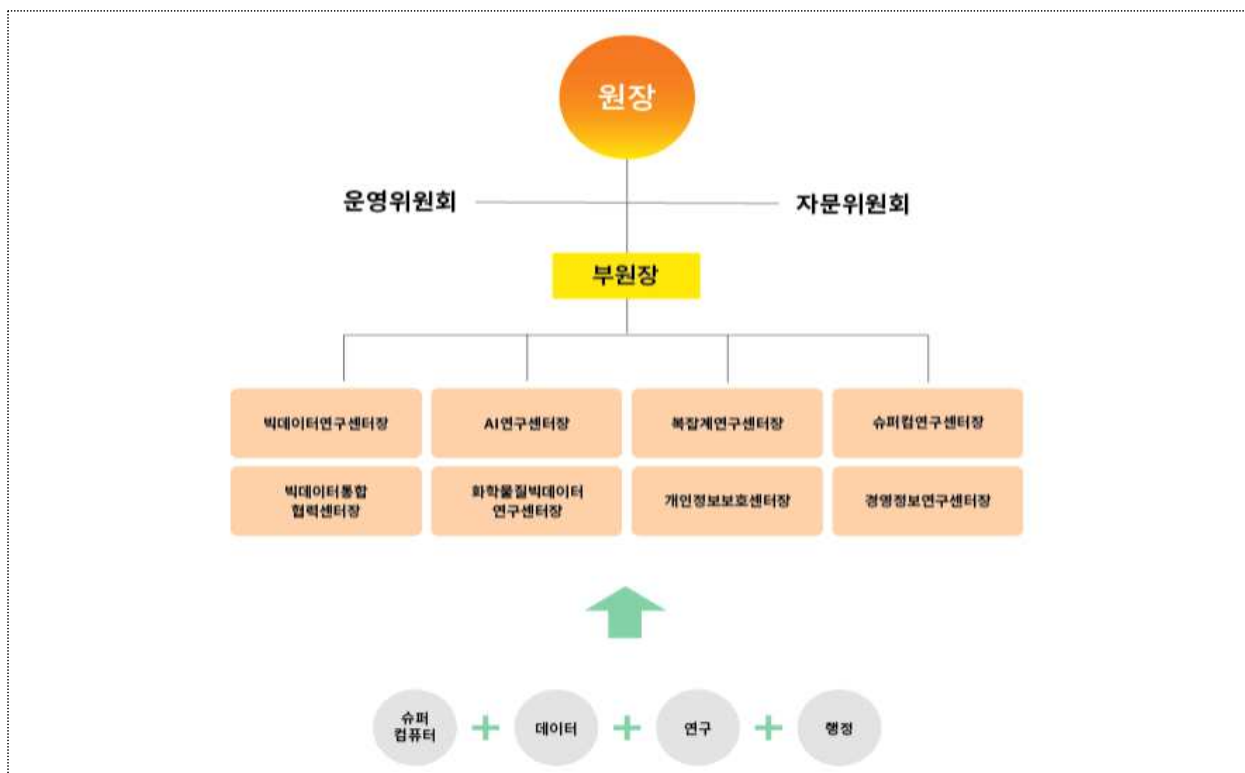 원장
운영위원회
자문위원회
부원장
빅데이터연구센터장
AI연구센터장
복잡계연구센터장
슈퍼컴연구센터장
빅데이터통합
협력센터장
화학물질빅데이터
연구센터장
개인정보보호센터장
경영정보연구센터장
슈퍼
컴퓨터
+
데이터
+
연구
+
행정